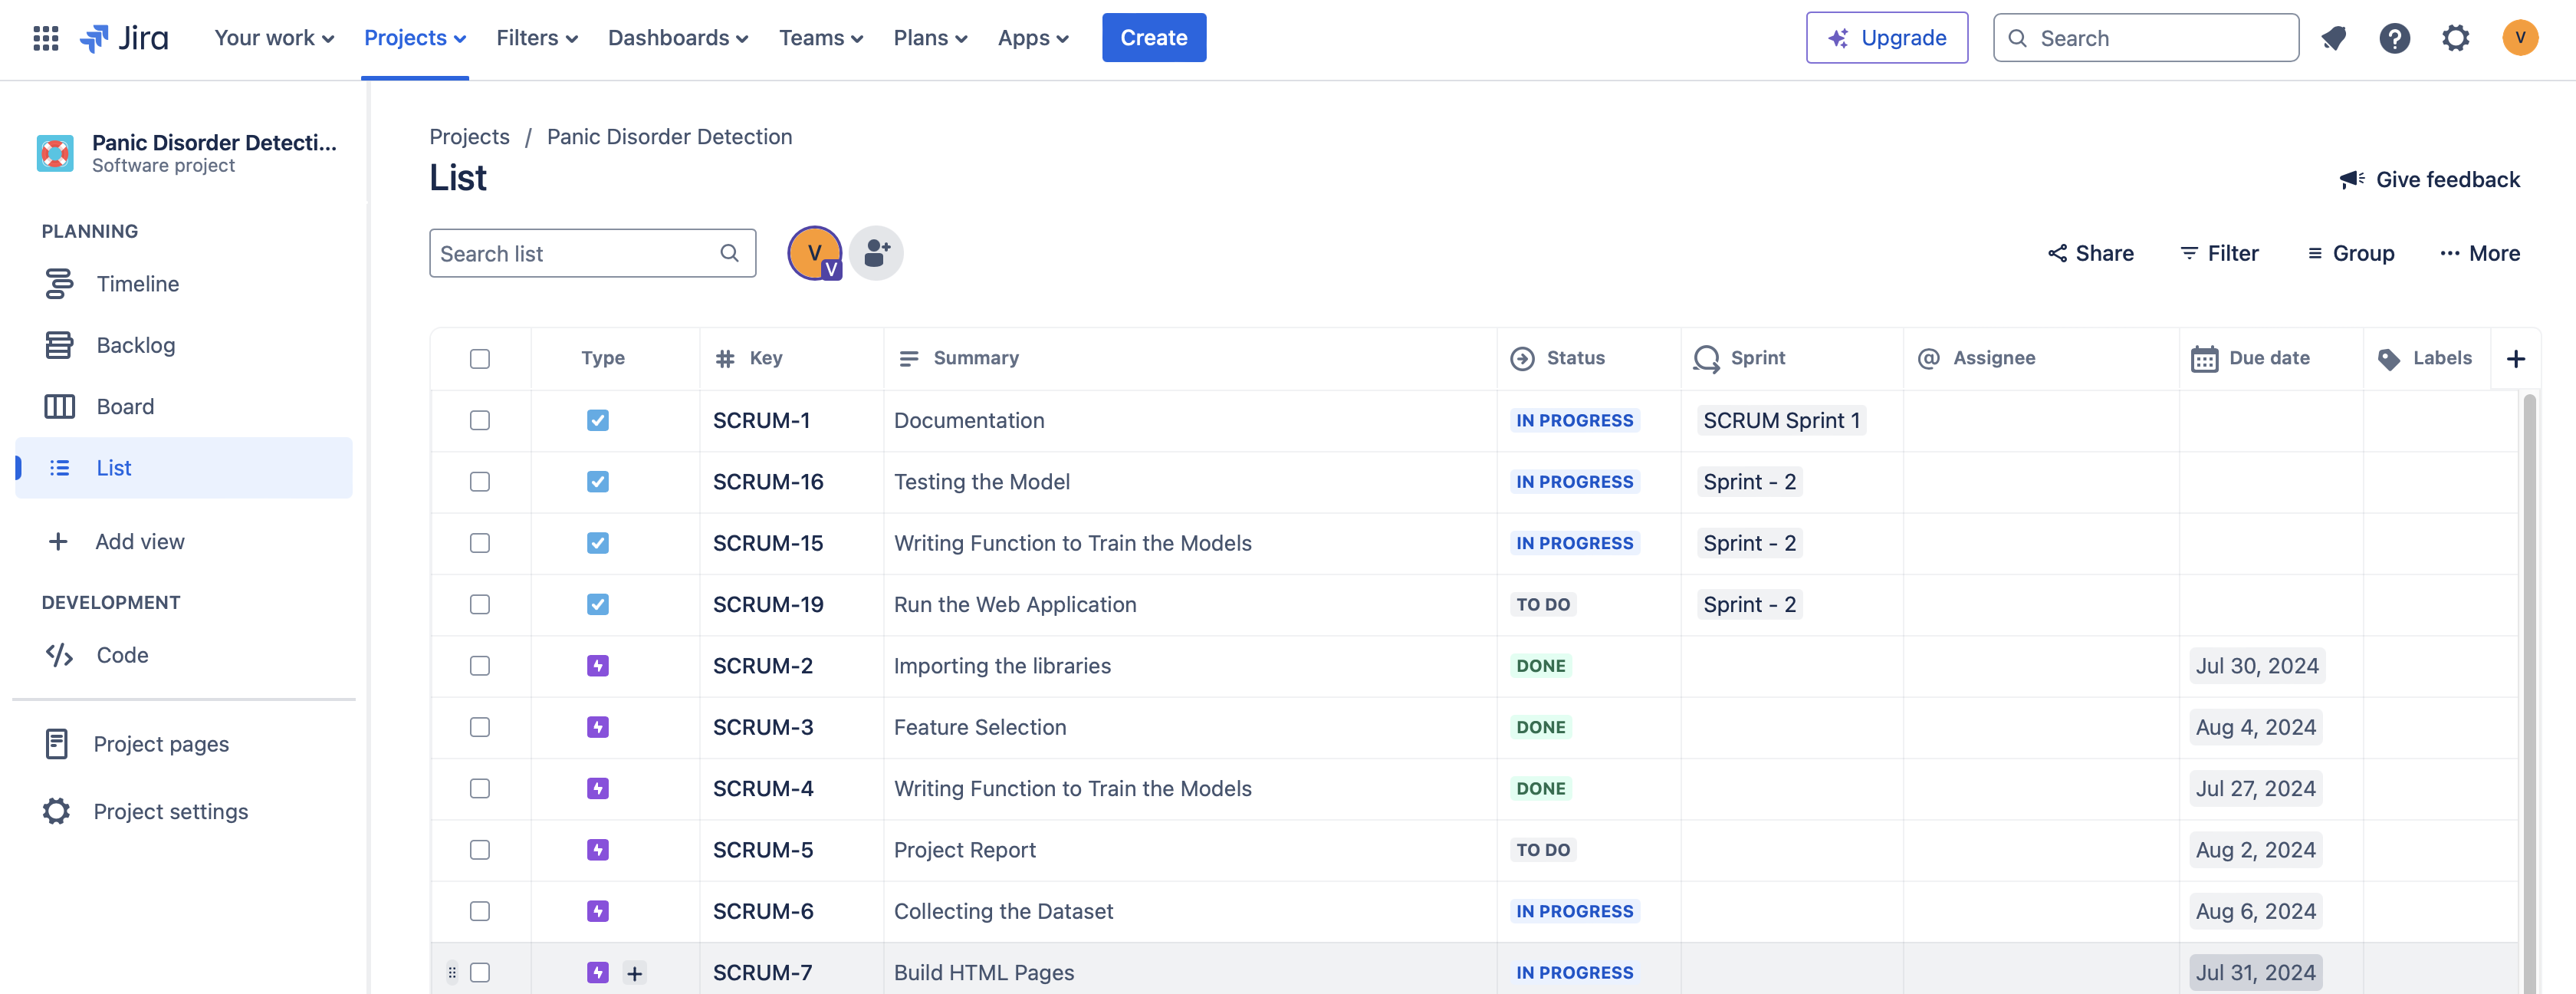 Jira Your work Projects Filters Dashboards Teams Plans Apps Create Upgrade Search V
Panic Disorder Detecti...
Software project
PLANNING
Timeline
Backlog
Board
List
Add view
DEVELOPMENT
Code
Project pages
Project settings
Projects / Panic Disorder Detection
List
Give feedback
Search list V V Share Filter Group More
Type Key Summary Status Sprint Assignee Due date Labels
SCRUM-1 Documentation IN PROGRESS SCRUM Sprint 1
SCRUM-16 Testing the Model IN PROGRESS Sprint - 2
SCRUM-15 Writing Function to Train the Models IN PROGRESS Sprint - 2
SCRUM-19 Run the Web Application TO DO Sprint - 2
SCRUM-2 Importing the libraries DONE Jul 30, 2024
SCRUM-3 Feature Selection DONE Aug 4, 2024
SCRUM-4 Writing Function to Train the Models DONE Jul 27, 2024
SCRUM-5 Project Report TO DO Aug 2, 2024
SCRUM-6 Collecting the Dataset IN PROGRESS Aug 6, 2024
SCRUM-7 Build HTML Pages IN PROGRESS Jul 31, 2024